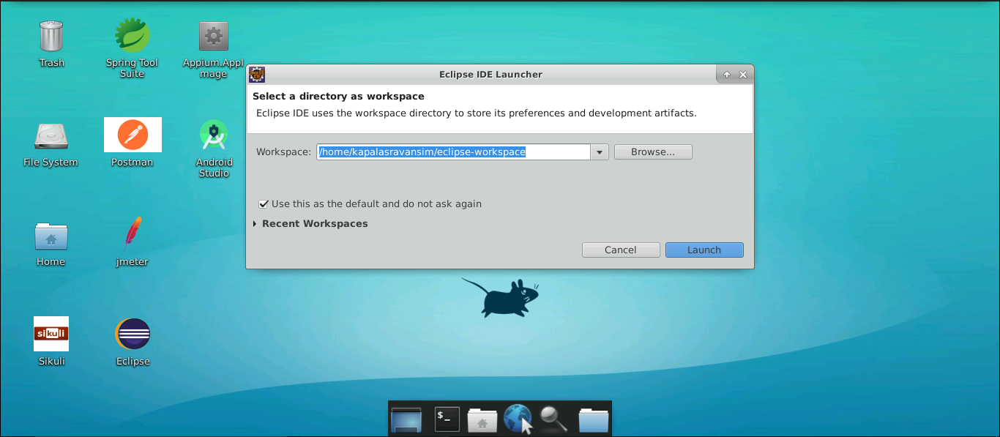 Trash
Spring Tool
Suite
Appium.AppI
mage
File System
Postman
Android
Studio
Home
jmeter
sikuli
Sikuli
Eclipse
Eclipse IDE Launcher
Select a directory as workspace
Eclipse IDE uses the workspace directory to store its preferences and development artifacts.
Workspace: /home/kapalasravansim/eclipse-workspace Browse...
Use this as the default and do not ask again
Recent Workspaces
Cancel Launch
$_